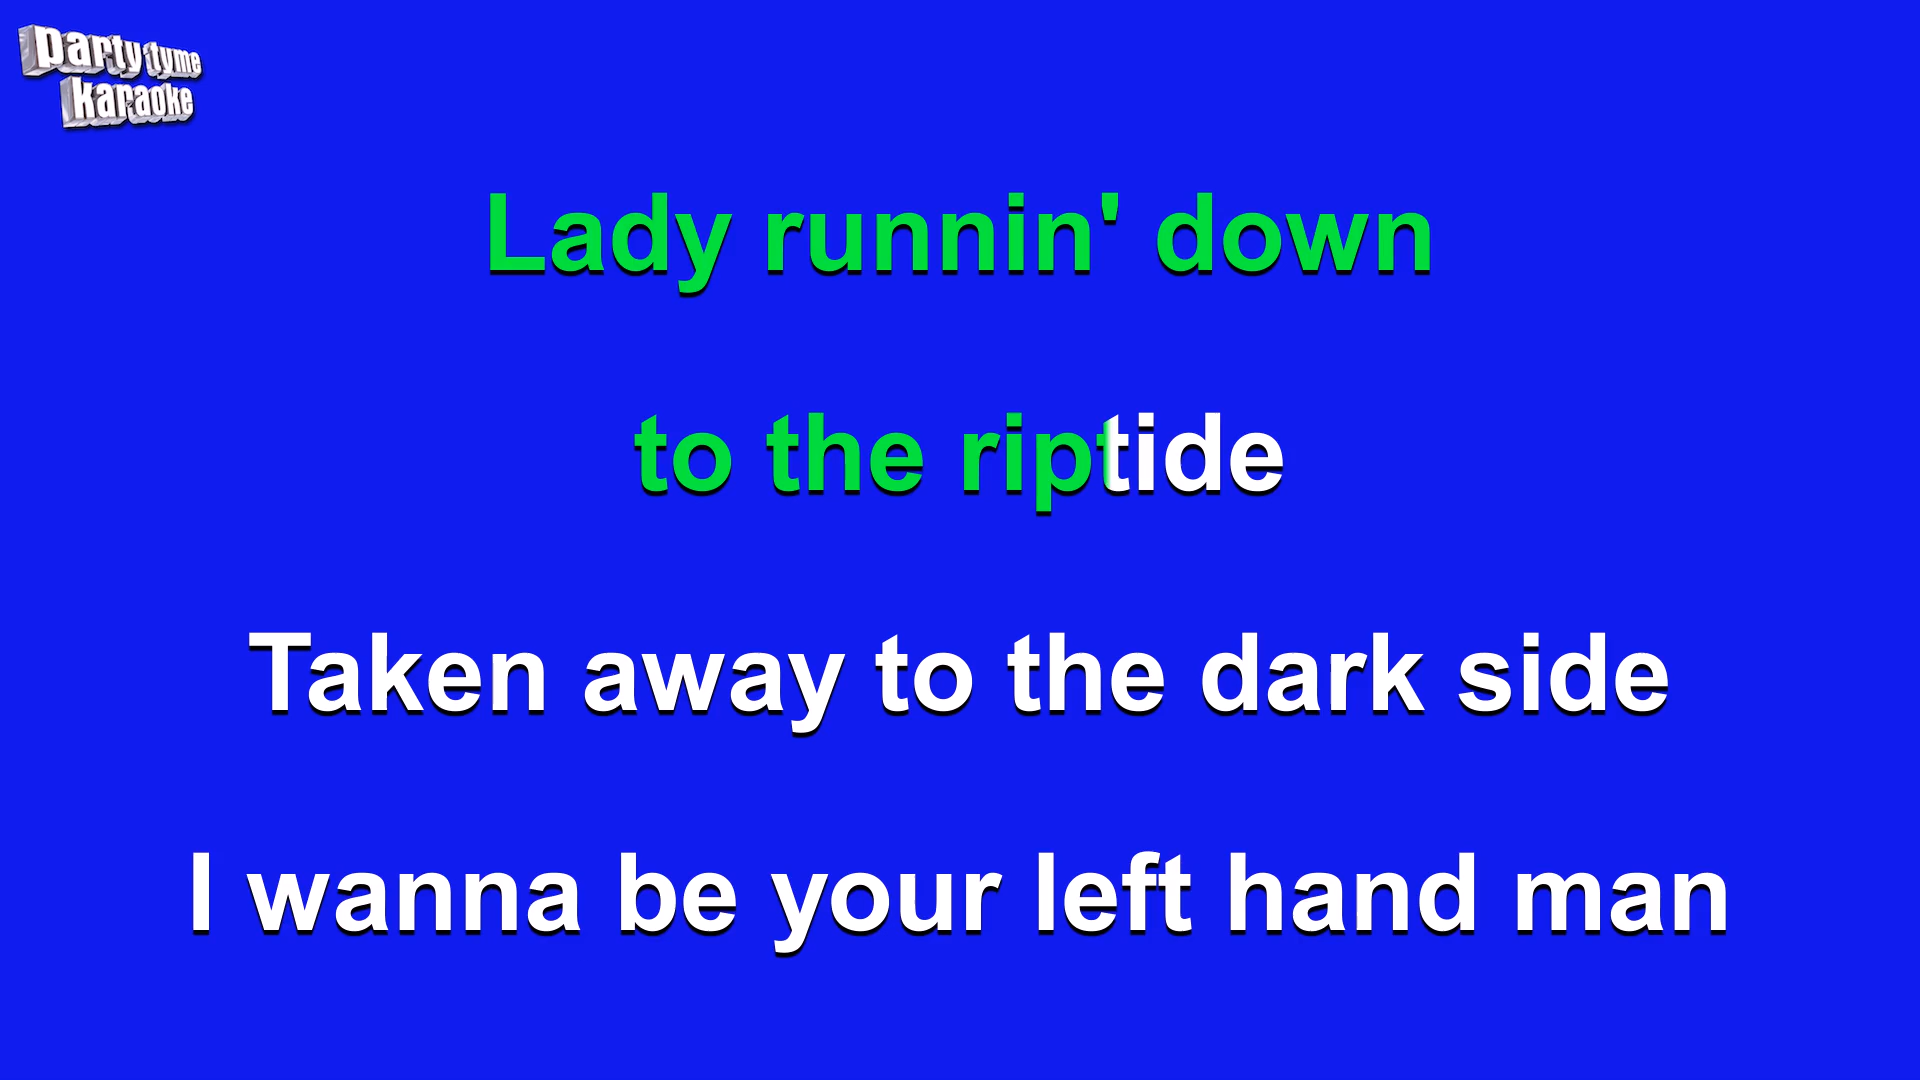 party tyme
karaoke
Lady runnin' down
to the riptide
Taken away to the dark side
I wanna be your left hand man